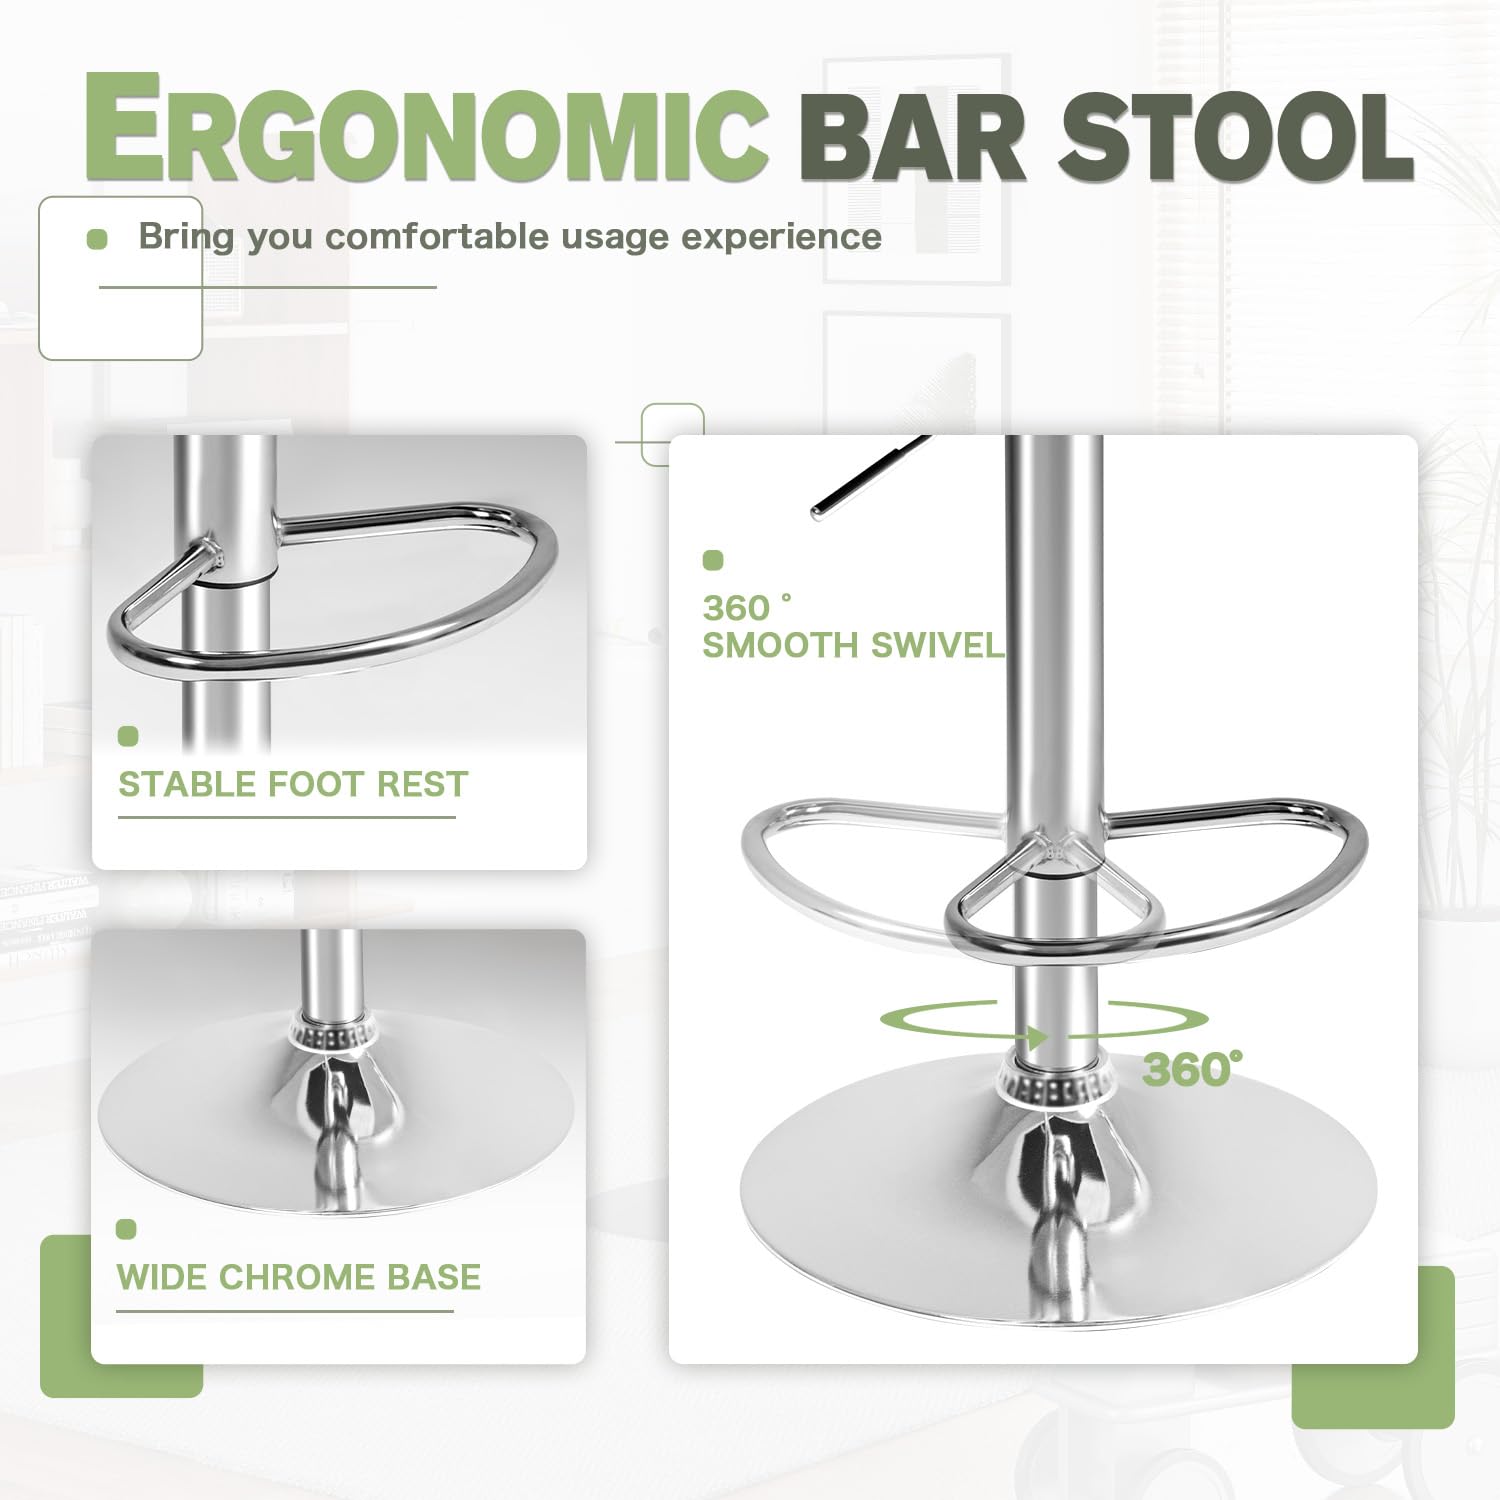 ERGONOMIC BAR STOOL
Bring you comfortable usage experience
STABLE FOOT REST
360 °
SMOOTH SWIVEL
360°
WIDE CHROME BASE